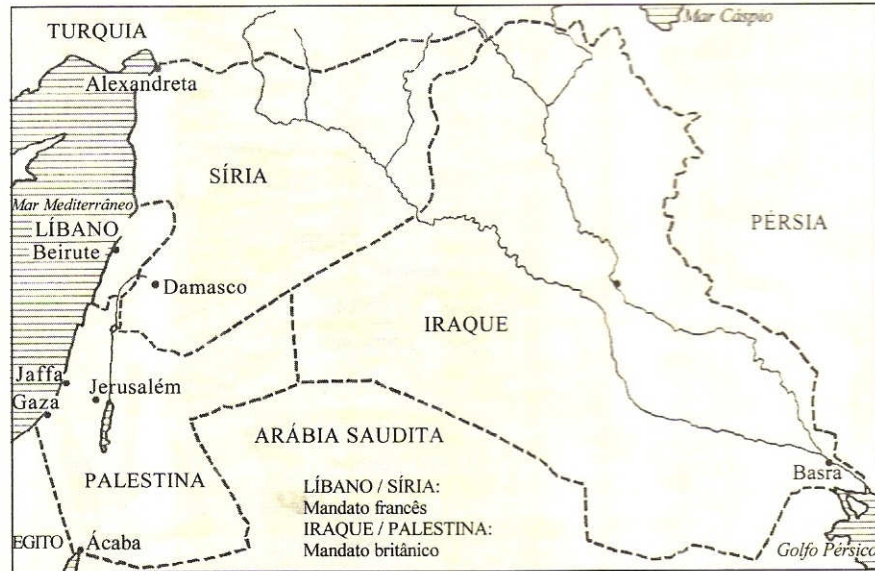 TURQUIA
Mar Cáspio
Alexandreta
SÍRIA
Mar Mediterrâneo
LÍBANO
Beirute
PÉRSIA
Damasco
IRAQUE
Jaffa
Jerusalém
Gaza
ARÁBIA SAUDITA
PALESTINA
LÍBANO / SÍRIA:
Mandato francês
IRAQUE / PALESTINA:
Mandato britânico
Basra
EGITO
Ácaba
Golfo Pérsico